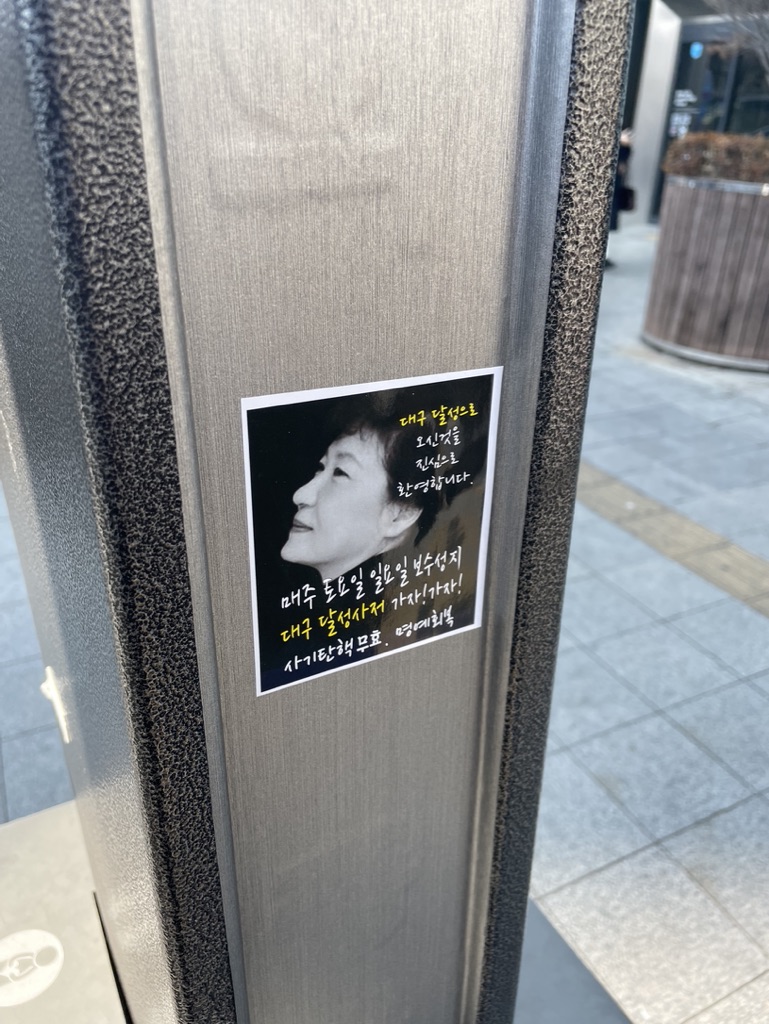 대구 달성으로
오신것을
진심으로
환영합니다.
매주 토요일 일요일 보수성지
대구 달성사저 가자!가자!
사기탄핵무효. 명예회복